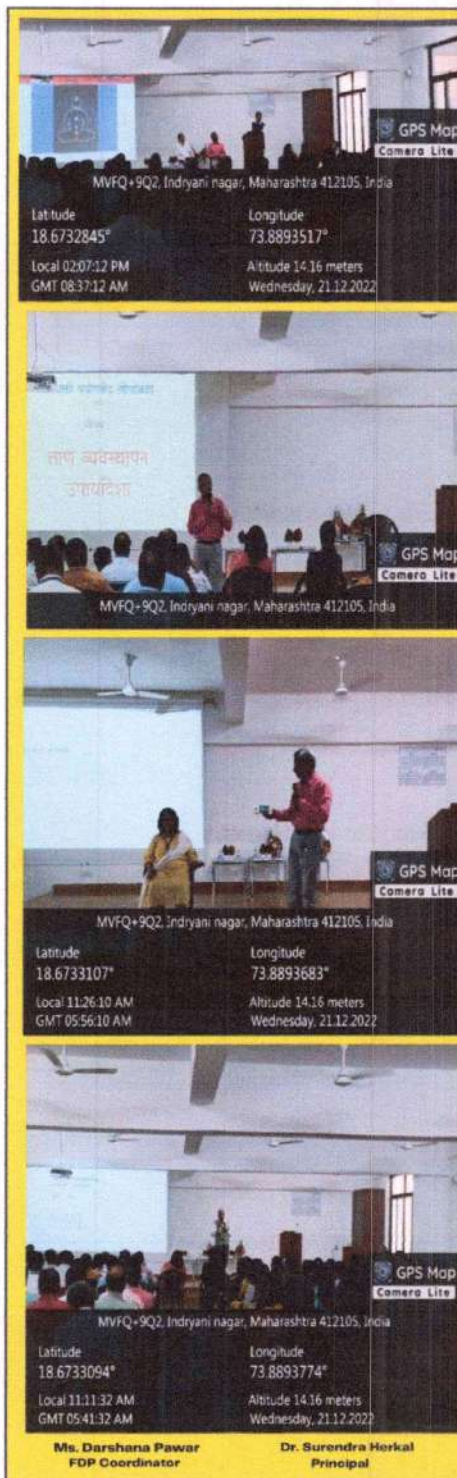 GPS Map
Camera Lite
MVFQ+9Q2, Indryani nagar, Maharashtra 412105, India
Latitude
18.6732845°
Longitude
73.8893517°
Local 02:07:12 PM
GMT 08:37:12 AM
Altitude 14.16 meters
Wednesday, 21.12.2022
ताण व्यवस्थापन
GPS Map
Camera Lite
MVFQ+9Q2, Indryani nagar, Maharashtra 412105, India
GPS Map
Camera Lite
MVFQ+9Q2, Indryani nagar, Maharashtra 412105, India
Latitude
18.6733107°
Longitude
73.8893683°
Local 11:26:10 AM
GMT 05:56:10 AM
Altitude 14.16 meters
Wednesday, 21.12.2022
GPS Map
Camera Lite
MVFQ+9Q2, Indryani nagar, Maharashtra 412105, India
Latitude
18.6733094°
Longitude
73.8893774°
Local 11:11:32 AM
GMT 05:41:32 AM
Altitude 14.16 meters
Wednesday, 21.12.2022
Ms. Darshana Pawar
FDP Coordinator
Dr. Surendra Herkal
Principal